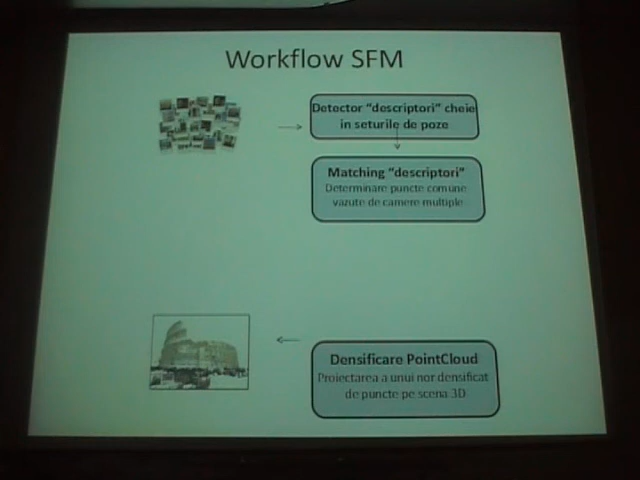 Workflow SFM
Detector "descriptori" cheie
in seturile de poze
Matching "descriptori"
Determinare puncte comune
vazute de camere multiple
Densificare PointCloud
Proiectarea a unui nor densificat
de puncte pe scena 3D